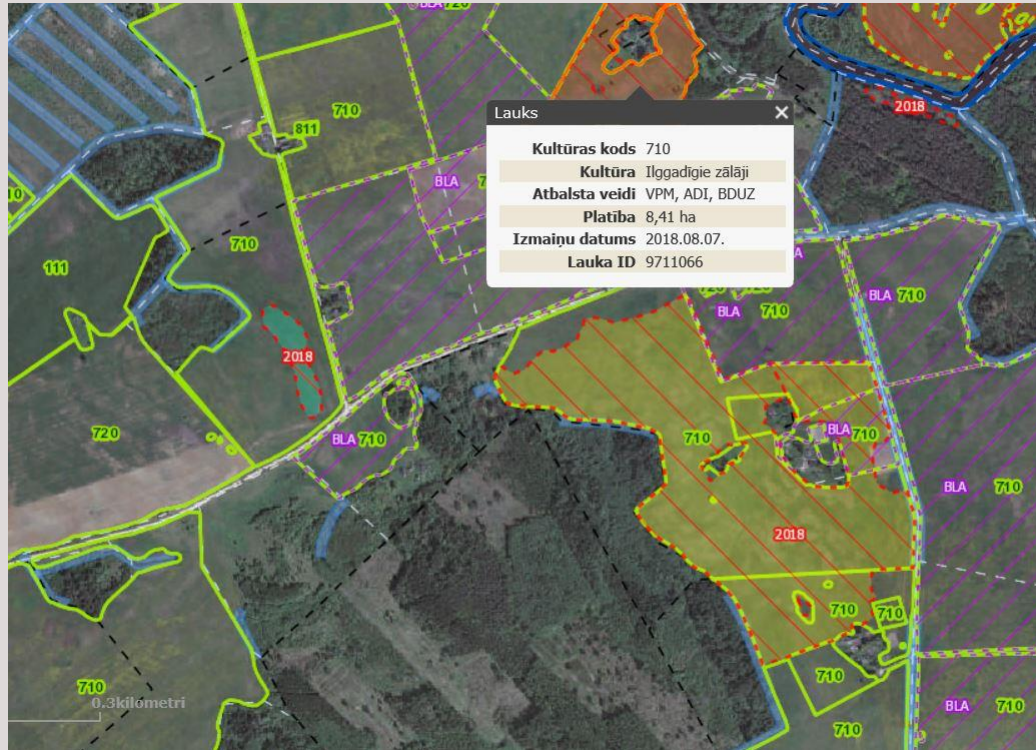 BLA 720
710
811
2018
Lauks
Kultūras kods 710
Kultūra Ilggadīgie zālāji
Atbalsta veidi VPM, ADI, BDUZ
Platība 8,41 ha
Izmaiņu datums 2018.08.07.
Lauka ID 9711066
BLA
710
111
BLA 710
BLA 710
2018
720
BLA 710
710
BLA 710
BLA 710
2018
710
710
710
710
0.3kilometri
710
BLA 710